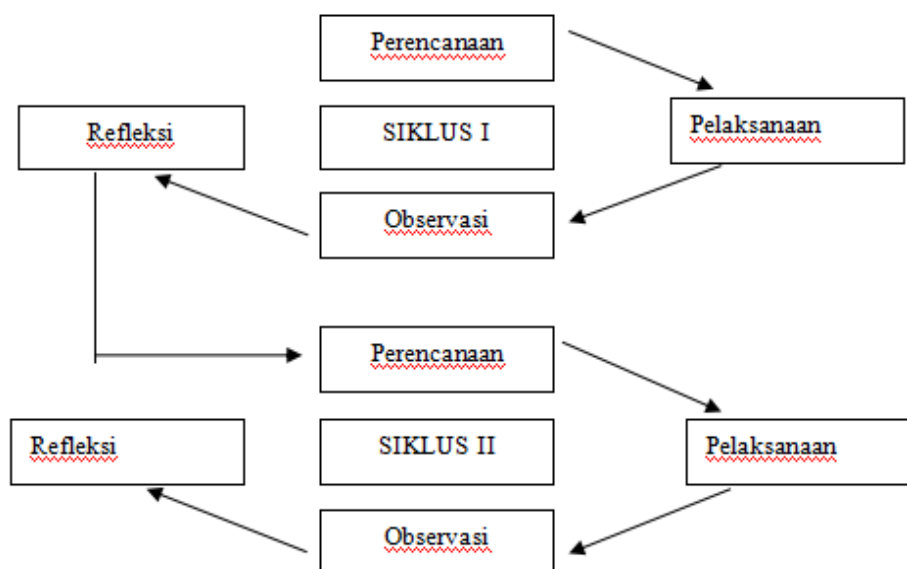 Perencanaan
Refleksi
SIKLUS I
Pelaksanaan
Observasi
Perencanaan
Refleksi
SIKLUS II
Pelaksanaan
Observasi